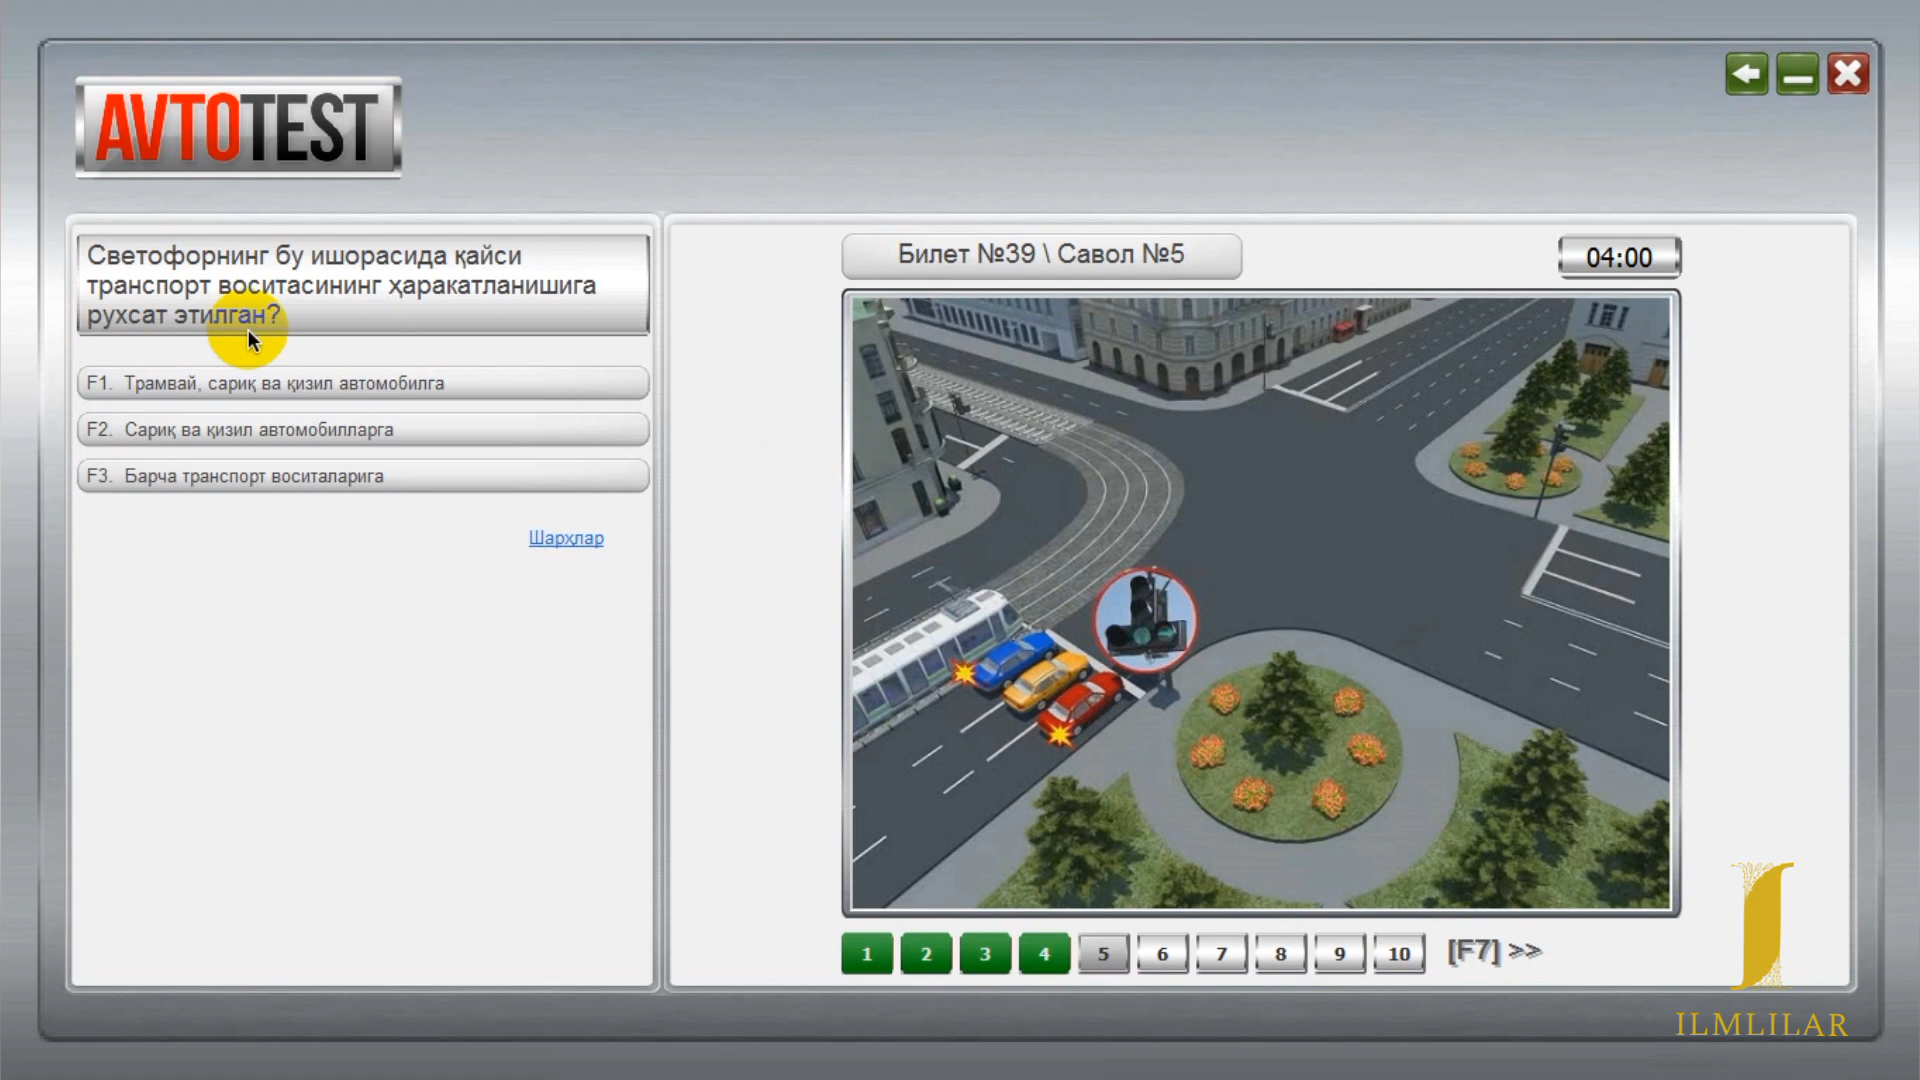 AVTOTEST
Светофорнинг бу ишорасида қайси
транспорт воситасининг ҳаракатланишига
рухсат этилган?
F1. Трамвай, сариқ ва қизил автомобилга
F2. Сариқ ва қизил автомобилларга
F3. Барча транспорт воситаларига
Шарҳлар
Билет №39 \ Савол №5
04:00
1 2 3 4 5 6 7 8 9 10 [F7] >>
ILMLILAR